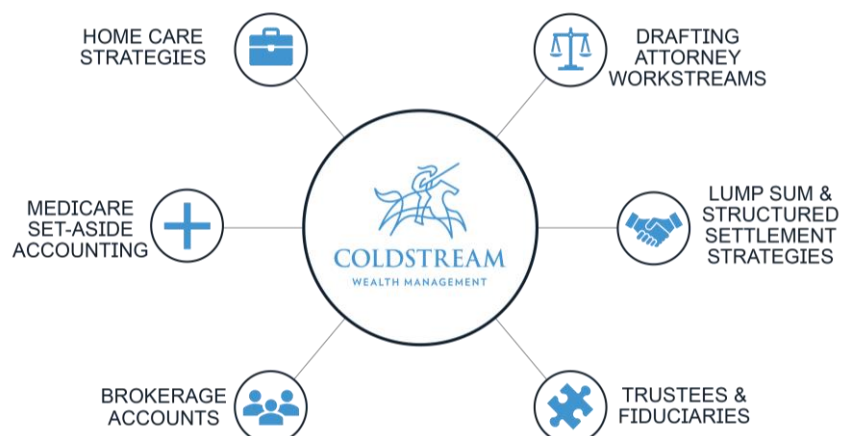 HOME CARE
STRATEGIES
DRAFTING
ATTORNEY
WORKSTREAMS
MEDICARE
SET-ASIDE
ACCOUNTING
COLDSTREAM
WEALTH MANAGEMENT
LUMP SUM &
STRUCTURED
SETTLEMENT
STRATEGIES
BROKERAGE
ACCOUNTS
TRUSTEES &
FIDUCIARIES